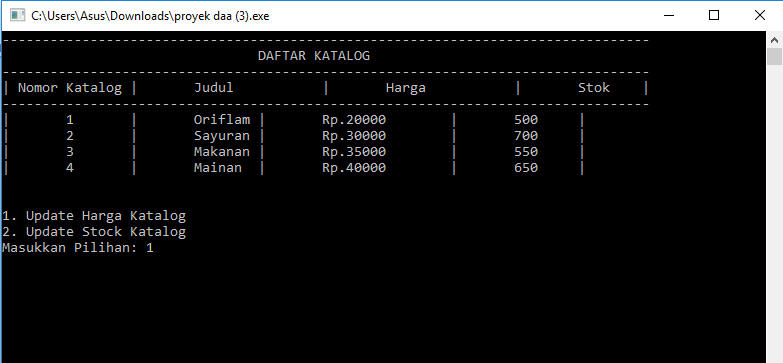 C:\Users\Asus\Downloads\proyek daa (3).exe
--------------------------------------------------------------------------------
DAFTAR KATALOG
--------------------------------------------------------------------------------
| Nomor Katalog | Judul | Harga | Stok |
--------------------------------------------------------------------------------
| 1 | Oriflam | Rp.20000 | 500 |
| 2 | Sayuran | Rp.30000 | 700 |
| 3 | Makanan | Rp.35000 | 550 |
| 4 | Mainan | Rp.40000 | 650 |
1. Update Harga Katalog
2. Update Stock Katalog
Masukkan Pilihan: 1